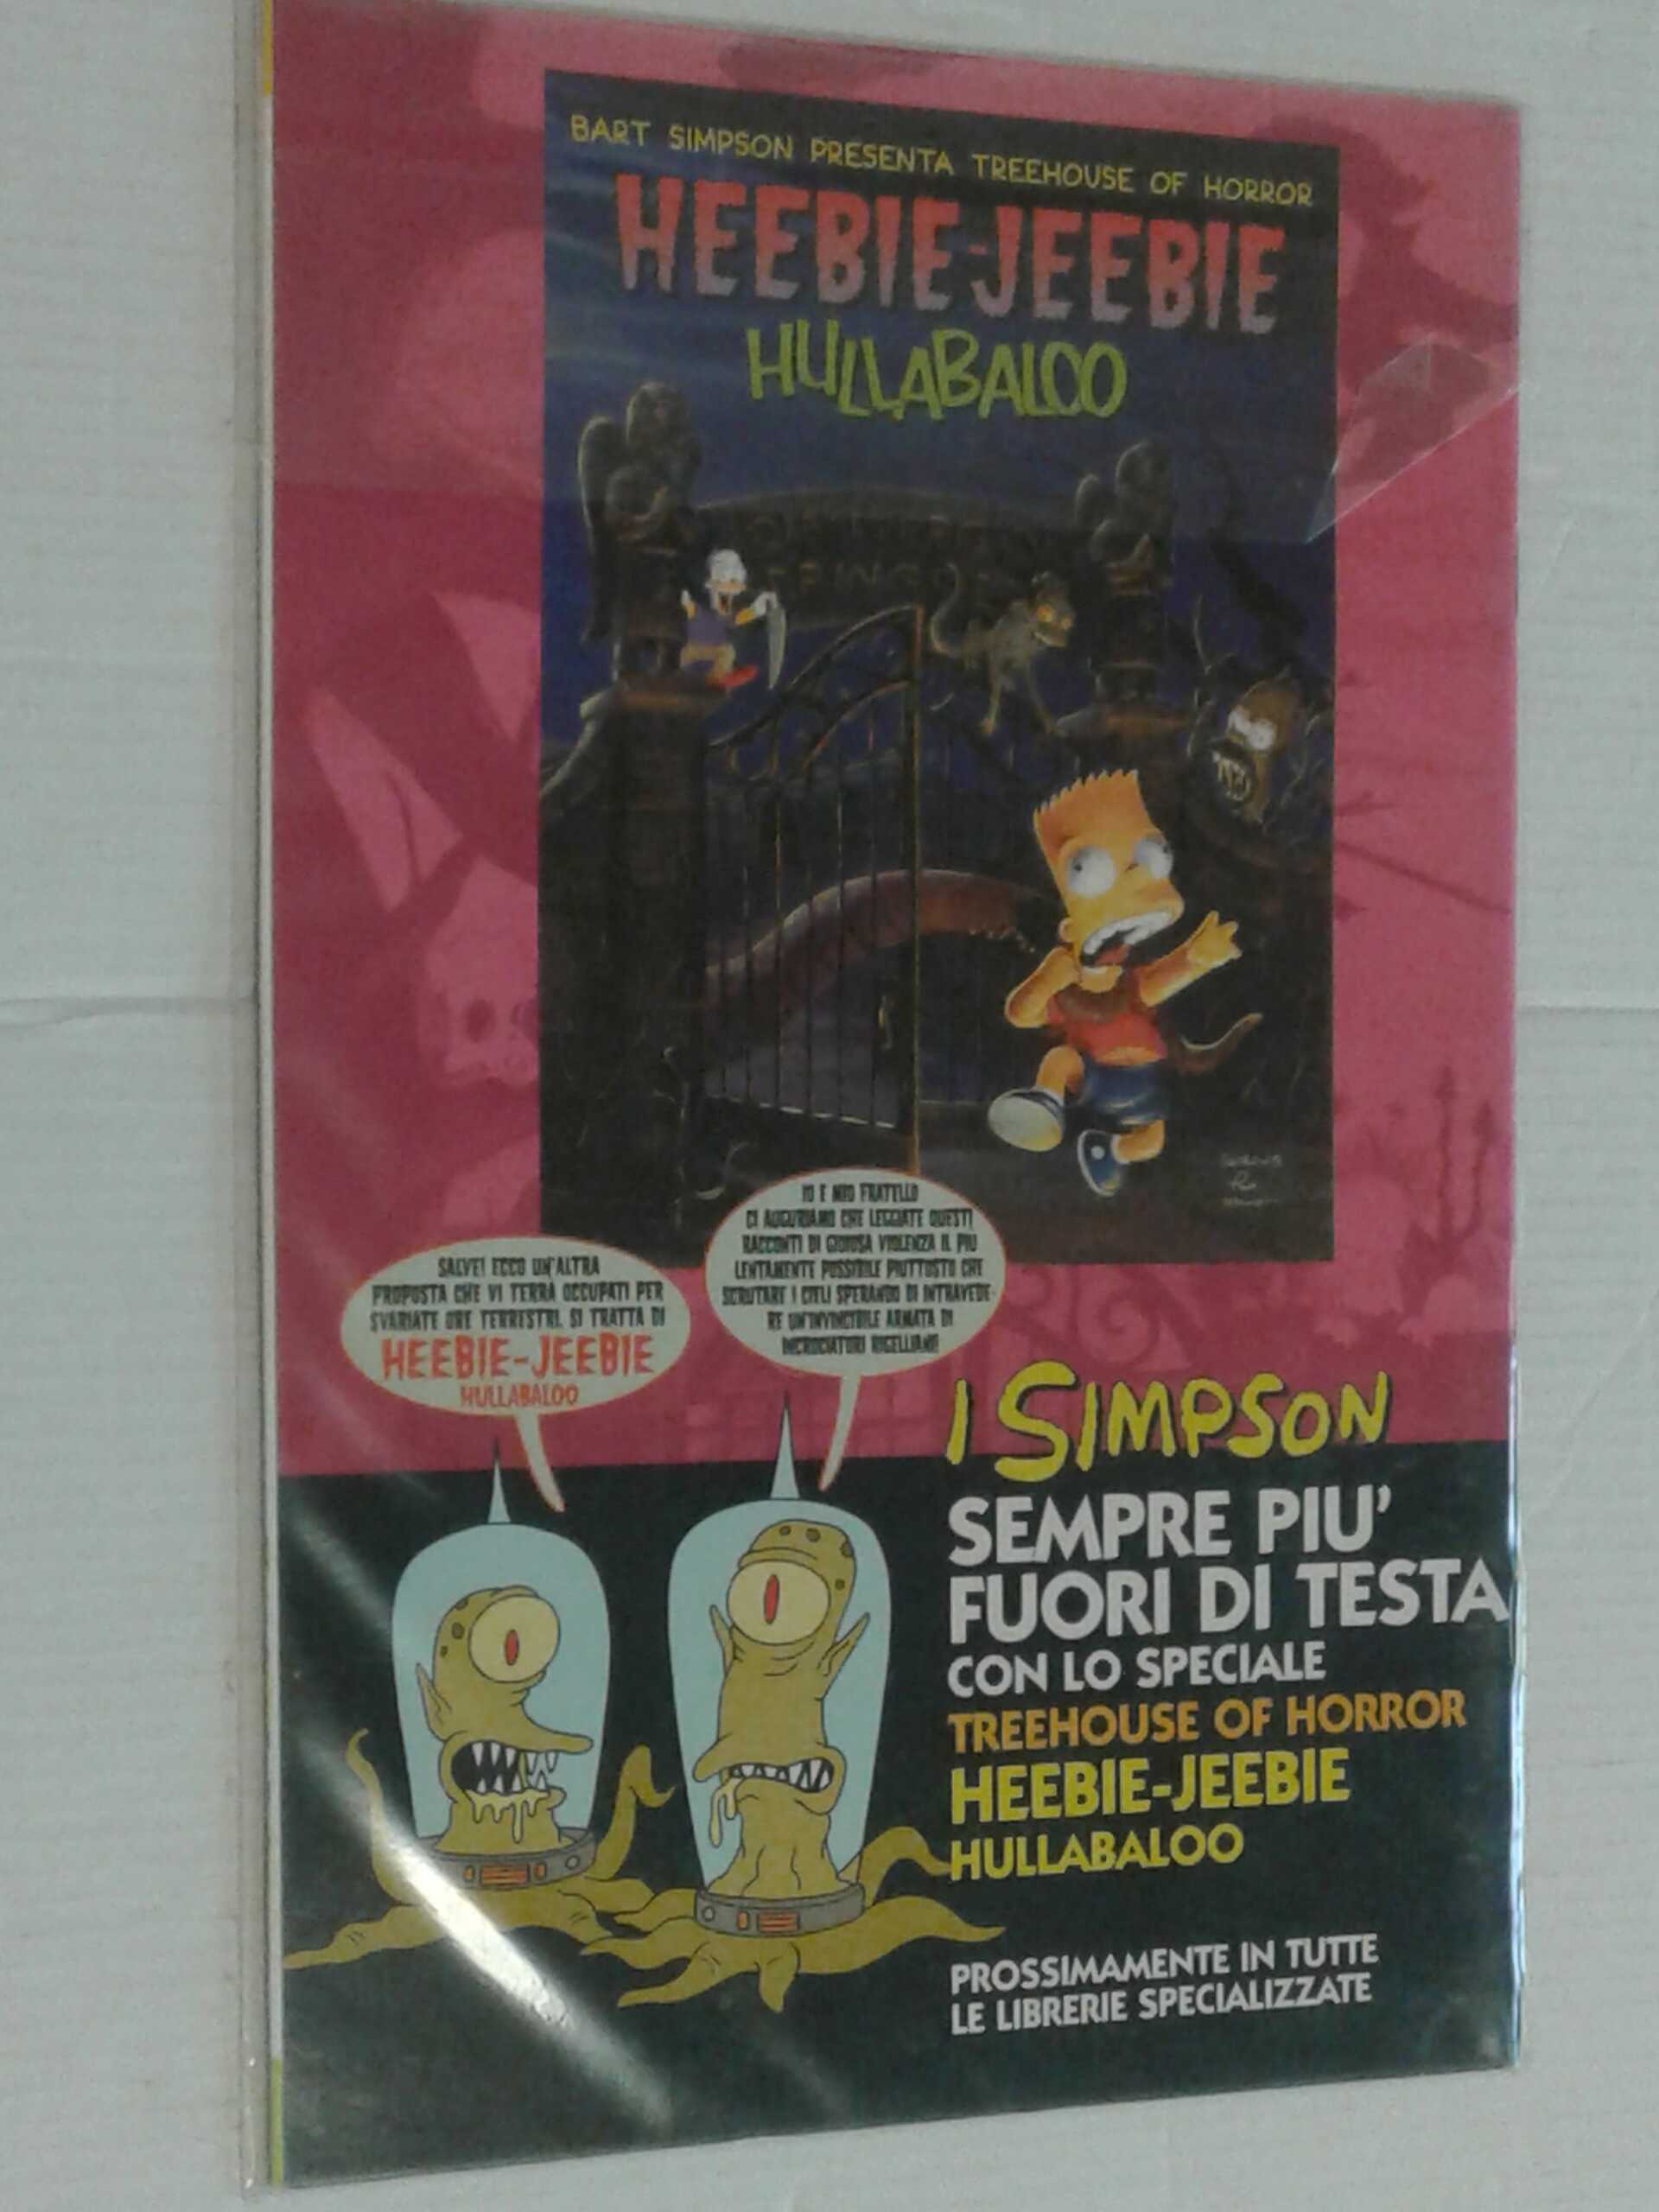 BART SIMPSON PRESENTA TREEHOUSE OF HORROR
HEEBIE-JEEBIE
HULLABALOO
SALVE! ECCO UN'ALTRA
PROPOSTA CHE VI TERRÀ OCCUPATI PER
SVARIATE ORE TERRESTRI. SI TRATTA DI
HEEBIE-JEEBIE
HULLABALOO
IO E MIO FRATELLO
CI AUGURIAMO CHE LEGGIATE QUESTI
RACCONTI DI GIOIOSA VIOLENZA IL PIÙ
LENTAMENTE POSSIBILE PIUTTOSTO CHE
SCRUTARE I CIELI SPERANDO DI INTRAVEDE-
RE UN'INVINCIBILE ARMATA DI
INCROCIATORI RIGELLIANI!
I SIMPSON
SEMPRE PIU'
FUORI DI TESTA
CON LO SPECIALE
TREEHOUSE OF HORROR
HEEBIE-JEEBIE
HULLABALOO
PROSSIMAMENTE IN TUTTE
LE LIBRERIE SPECIALIZZATE